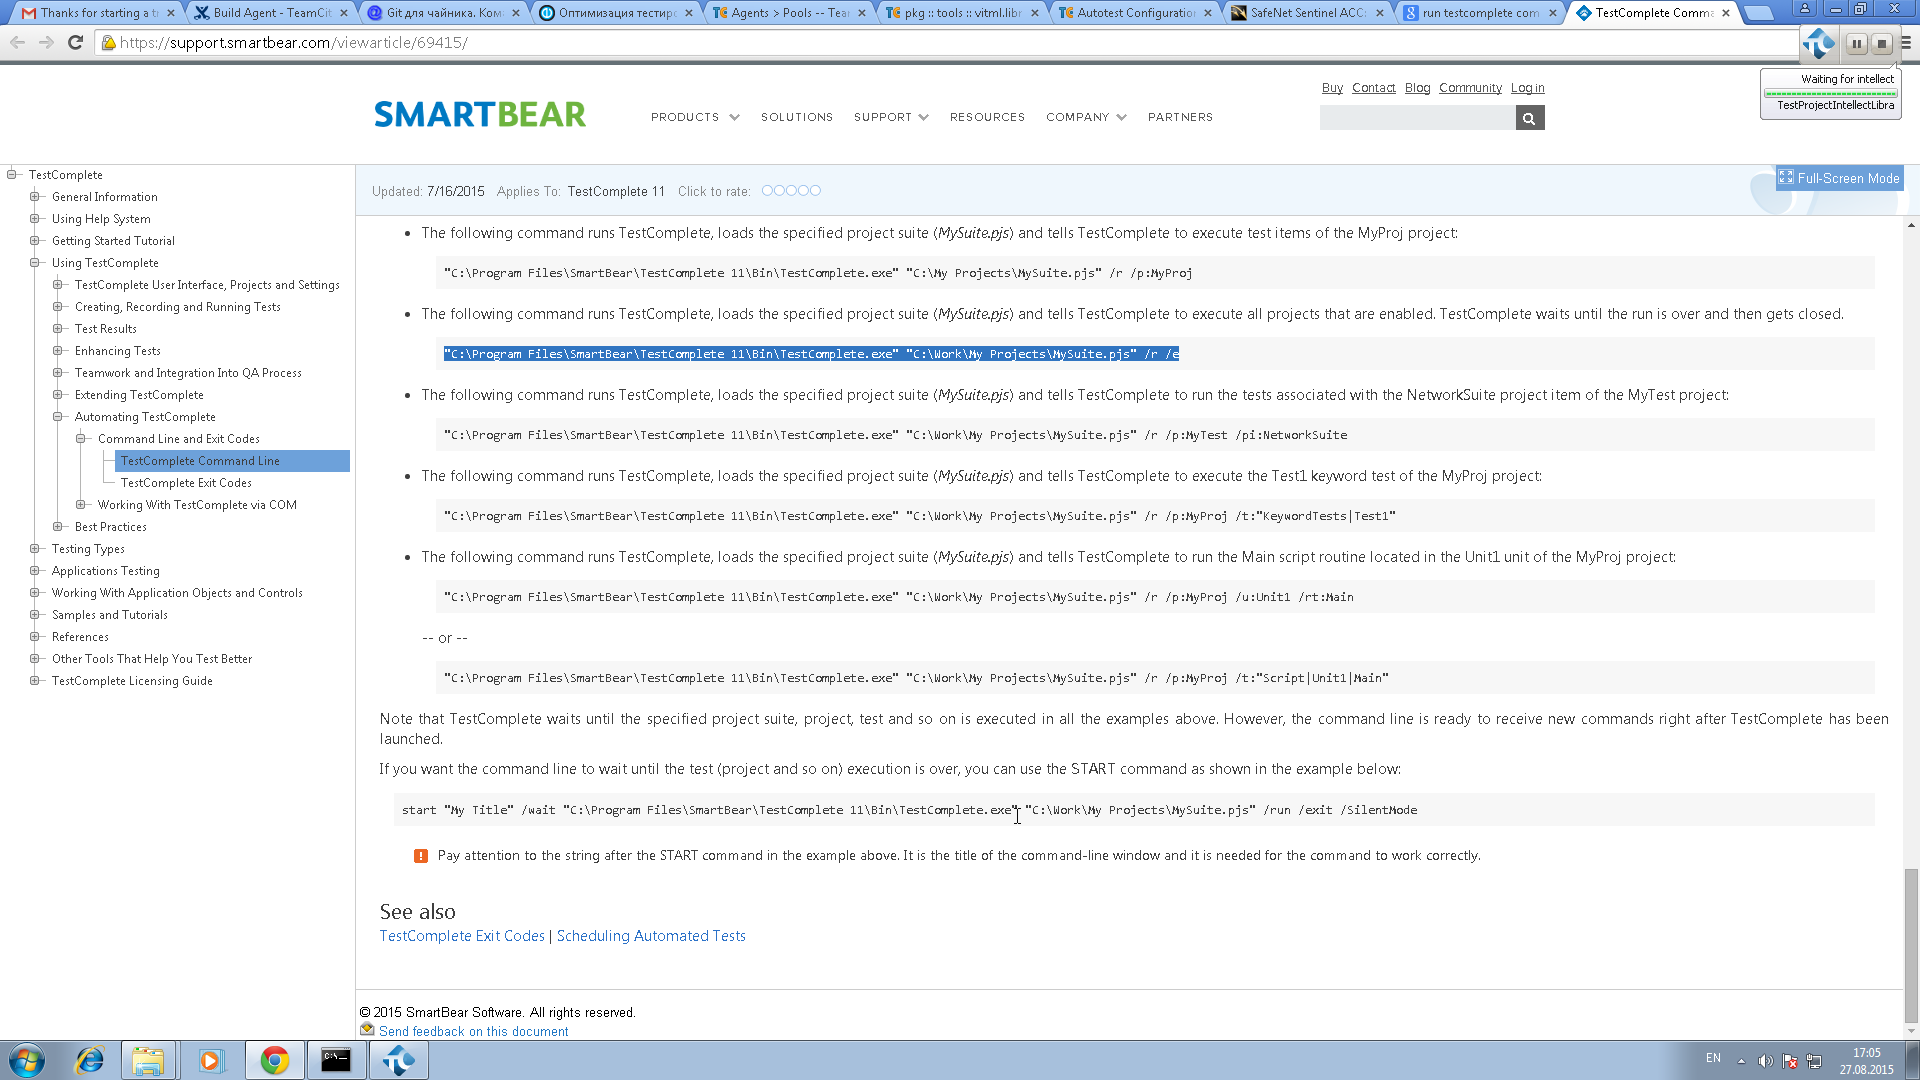 Thanks for starting a t
Build Agent - TeamCit
Git для чайника. Ком
Оптимизация тестир
Agents > Pools -- Tea
pkg :: tools :: vitml.libr
Autotest Configuration
SafeNet Sentinel ACC:
run testcomplete com
TestComplete Comma
https://support.smartbear.com/viewarticle/69415/
Waiting for intellect
TestProjectIntellectLibra
Buy Contact Blog Community Log in
SMARTBEAR
PRODUCTS SOLUTIONS SUPPORT RESOURCES COMPANY PARTNERS
TestComplete
General Information
Using Help System
Getting Started Tutorial
Using TestComplete
TestComplete User Interface, Projects and Settings
Creating, Recording and Running Tests
Test Results
Enhancing Tests
Teamwork and Integration Into QA Process
Extending TestComplete
Automating TestComplete
Command Line and Exit Codes
TestComplete Command Line
TestComplete Exit Codes
Working With TestComplete via COM
Best Practices
Testing Types
Applications Testing
Working With Application Objects and Controls
Samples and Tutorials
References
Other Tools That Help You Test Better
TestComplete Licensing Guide
Updated: 7/16/2015 Applies To: TestComplete 11 Click to rate:
Full-Screen Mode
• The following command runs TestComplete, loads the specified project suite (MySuite.pjs) and tells TestComplete to execute test items of the MyProj project:
"C:\Program Files\SmartBear\TestComplete 11\Bin\TestComplete.exe" "C:\My Projects\MySuite.pjs" /r /p:MyProj
• The following command runs TestComplete, loads the specified project suite (MySuite.pjs) and tells TestComplete to execute all projects that are enabled. TestComplete waits until the run is over and then gets closed.
"C:\Program Files\SmartBear\TestComplete 11\Bin\TestComplete.exe" "C:\Work\My Projects\MySuite.pjs" /r /e
• The following command runs TestComplete, loads the specified project suite (MySuite.pjs) and tells TestComplete to run the tests associated with the NetworkSuite project item of the MyTest project:
"C:\Program Files\SmartBear\TestComplete 11\Bin\TestComplete.exe" "C:\Work\My Projects\MySuite.pjs" /r /p:MyTest /pi:NetworkSuite
• The following command runs TestComplete, loads the specified project suite (MySuite.pjs) and tells TestComplete to execute the Test1 keyword test of the MyProj project:
"C:\Program Files\SmartBear\TestComplete 11\Bin\TestComplete.exe" "C:\Work\My Projects\MySuite.pjs" /r /p:MyProj /t:"KeywordTests|Test1"
• The following command runs TestComplete, loads the specified project suite (MySuite.pjs) and tells TestComplete to run the Main script routine located in the Unit1 unit of the MyProj project:
"C:\Program Files\SmartBear\TestComplete 11\Bin\TestComplete.exe" "C:\Work\My Projects\MySuite.pjs" /r /p:MyProj /u:Unit1 /rt:Main
-- or --
"C:\Program Files\SmartBear\TestComplete 11\Bin\TestComplete.exe" "C:\Work\My Projects\MySuite.pjs" /r /p:MyProj /t:"Script|Unit1|Main"
Note that TestComplete waits until the specified project suite, project, test and so on is executed in all the examples above. However, the command line is ready to receive new commands right after TestComplete has been
launched.
If you want the command line to wait until the test (project and so on) execution is over, you can use the START command as shown in the example below:
start "My Title" /wait "C:\Program Files\SmartBear\TestComplete 11\Bin\TestComplete.exe" "C:\Work\My Projects\MySuite.pjs" /run /exit /SilentMode
! Pay attention to the string after the START command in the example above. It is the title of the command-line window and it is needed for the command to work correctly.
See also
TestComplete Exit Codes | Scheduling Automated Tests
© 2015 SmartBear Software. All rights reserved.
Send feedback on this document
EN
17:05
27.08.2015